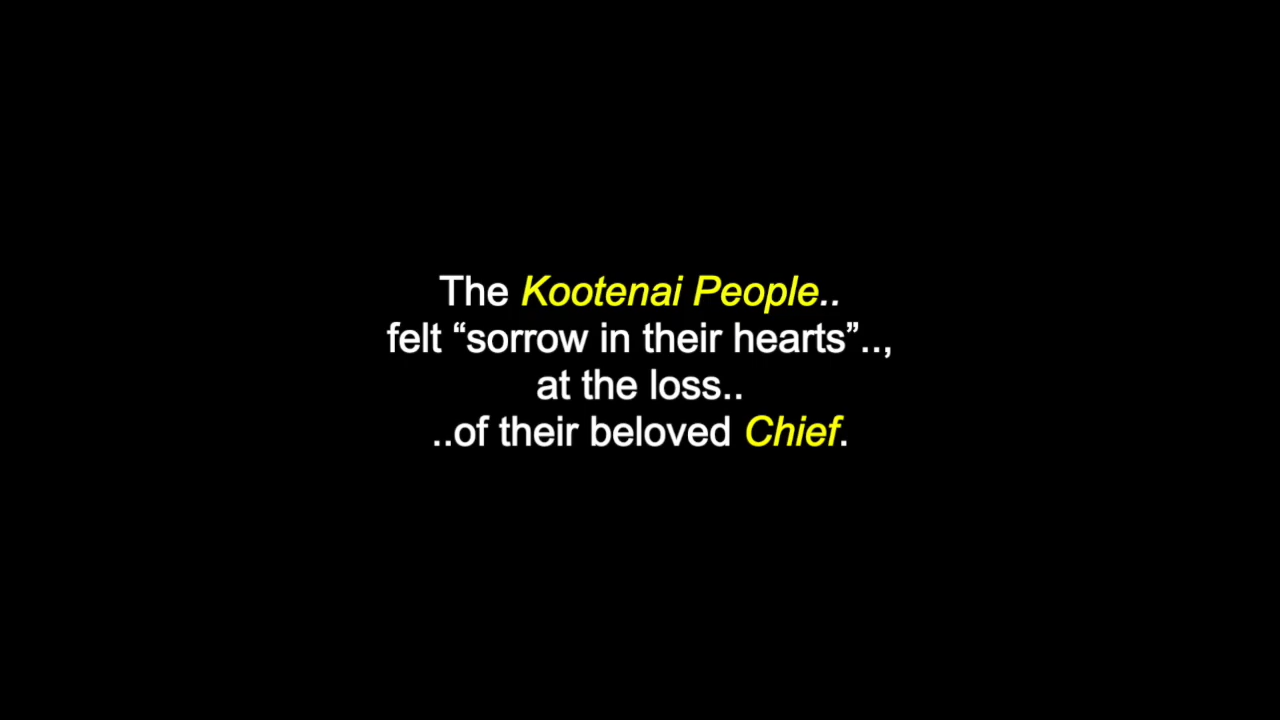 The Kootenai People..
felt “sorrow in their hearts”..,
at the loss..
..of their beloved Chief.